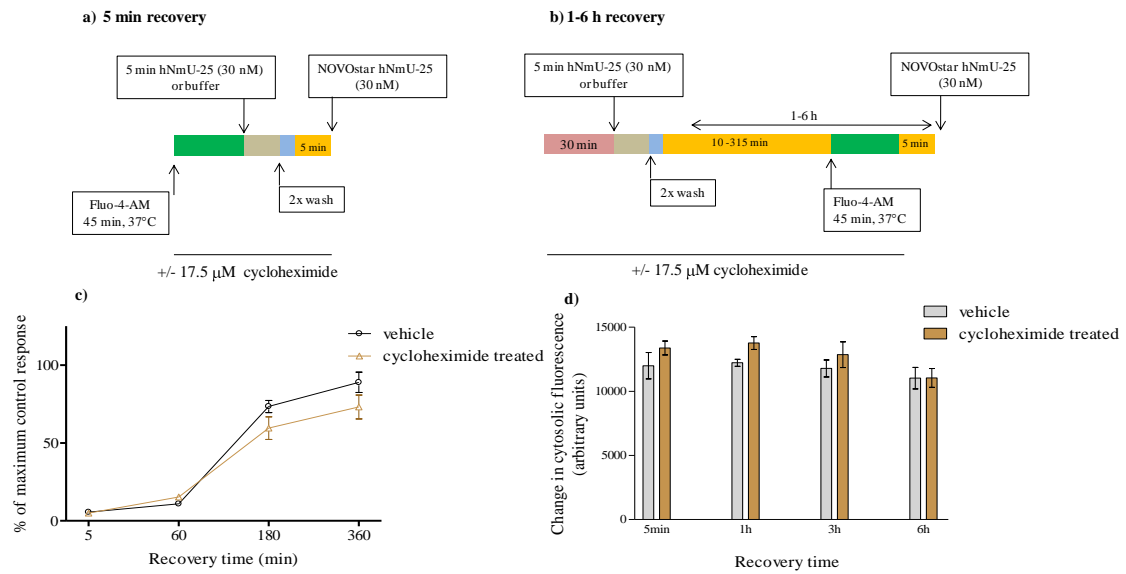 a) 5 min recovery
5 min hNmU-25 (30 nM)
or buffer
NOVOstar hNmU-25
(30 nM)
5 min
Fluo-4-AM
45 min, 37°C
2x wash
+/- 17.5 μM cycloheximide
b) 1-6 h recovery
5 min hNmU-25 (30 nM)
or buffer
NOVOstar hNmU-25
(30 nM)
1-6 h
30 min
10 -315 min
5 min
2x wash
Fluo-4-AM
45 min, 37°C
+/- 17.5 μM cycloheximide
c)
vehicle
cycloheximide treated
% of maximum control response
100
50
0
5
60
180
360
Recovery time (min)
d)
vehicle
cycloheximide treated
Change in cytosolic fluorescence
(arbitrary units)
15000
10000
5000
0
5min
1h
3h
6h
Recovery time